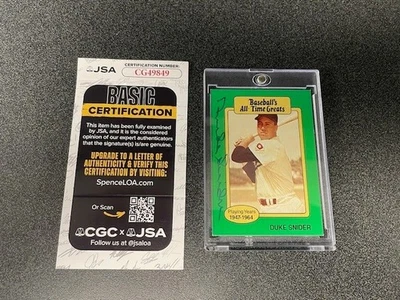 JSA
CERTIFICATION NUMBER:
CG49849
BASIC
CERTIFICATION
This item has been fully examined
by JSA, and it is the considered
opinion of our expert authenticators
that the signature(s) is/are genuine.
UPGRADE TO A LETTER OF
AUTHENTICITY & VERIFY THIS
CERTIFICATION BY VISITING:
SpenceLOA.com
Or Scan
CGC x JSA
Follow us at @jsaloa
Baseball's
All-Time Greats
Playing Years
1947-1964
DUKE SNIDER